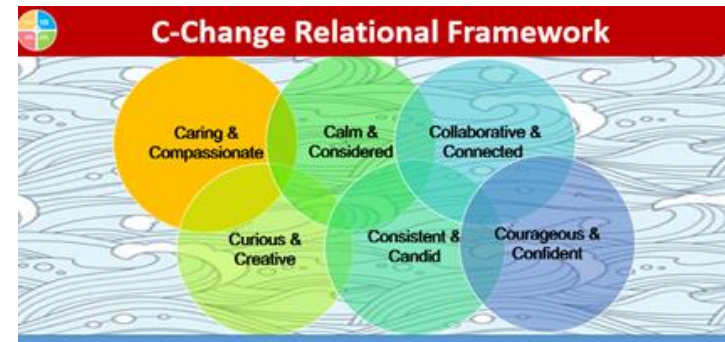 C-Change Relational Framework
Caring &
Compassionate
Calm &
Considered
Collaborative &
Connected
Curious &
Creative
Consistent &
Candid
Courageous &
Confident